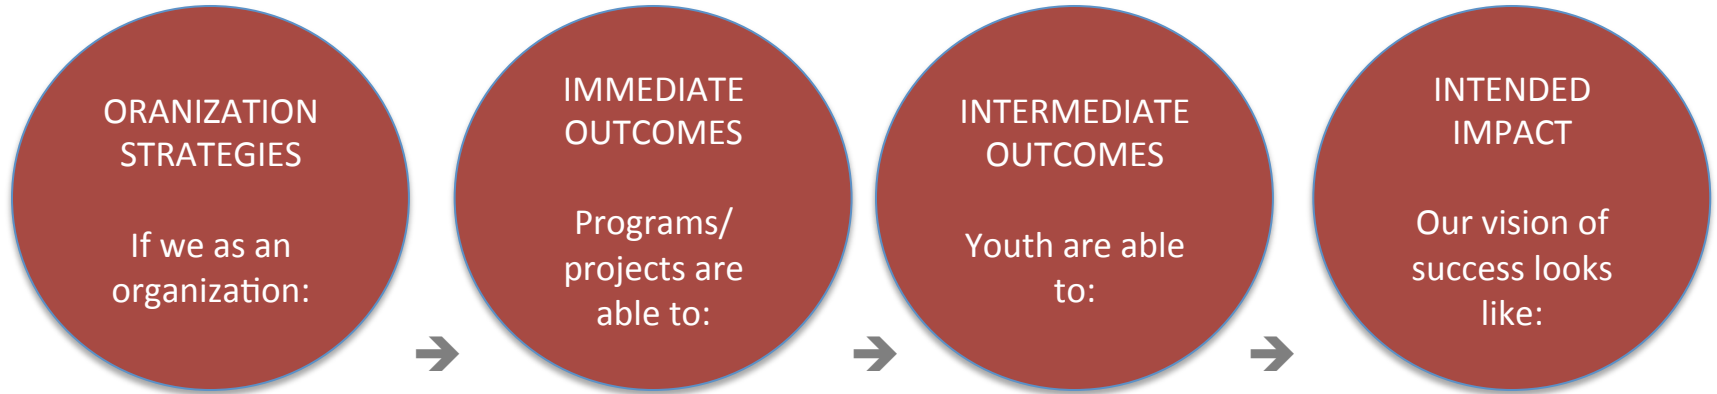 ORANIZATION
STRATEGIES
If we as an
organization:
IMMEDIATE
OUTCOMES
Programs/
projects are
able to:
INTERMEDIATE
OUTCOMES
Youth are able
to:
INTENDED
IMPACT
Our vision of
success looks
like: